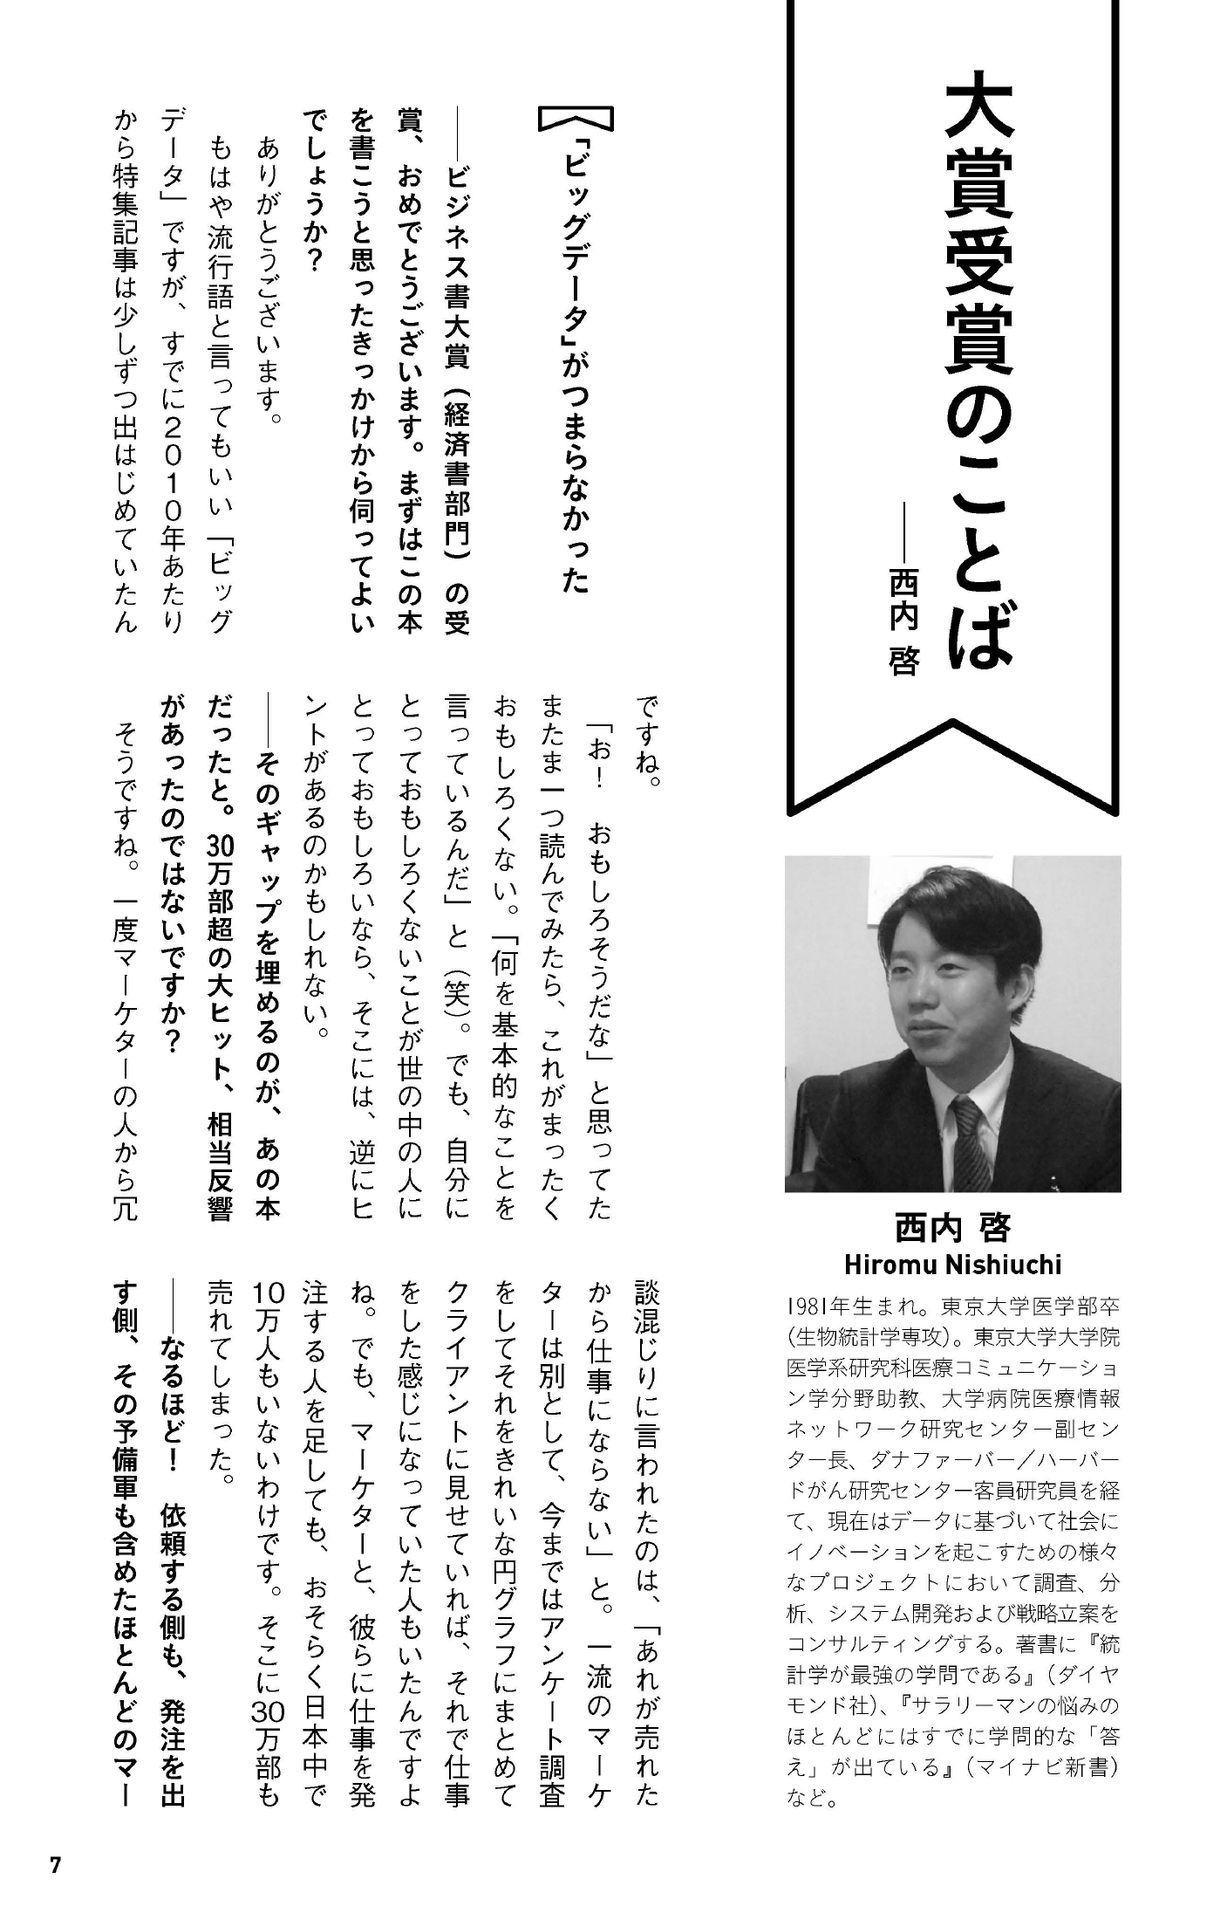 大賞受賞のことば
――西内 啓
西内 啓
Hiromu Nishiuchi
1981年生まれ。東京大学医学部卒
（生物統計学専攻）。東京大学大学院
医学系研究科医療コミュニケーショ
ン学分野助教、大学病院医療情報
ネットワーク研究センター副セン
ター長、ダナファーバー／ハーバー
ドがん研究センター客員研究員を経
て、現在はデータに基づいて社会に
イノベーションを起こすための様々
なプロジェクトにおいて調査、分
析、システム開発および戦略立案を
コンサルティングする。著書に『統
計学が最強の学問である』（ダイヤ
モンド社）、『サラリーマンの悩みの
ほとんどにはすでに学問的な「答
え」が出ている』（マイナビ新書）
など。
「ビッグデータ」がつまらなかった
――ビジネス書大賞（経済書部門）の受
賞、おめでとうございます。まずはこの本
を書こうと思ったきっかけから伺ってよい
でしょうか？
ありがとうございます。
もはや流行語と言ってもいい「ビッグ
データ」ですが、すでに２０１０年あたり
から特集記事は少しずつ出はじめていたん
ですね。
「お！　おもしろそうだな」と思ってた
またま一つ読んでみたら、これがまったく
おもしろくない。「何を基本的なことを
言っているんだ」と（笑）。でも、自分に
とっておもしろくないことが世の中の人に
とっておもしろいなら、そこには、逆にヒ
ントがあるのかもしれない。
――そのギャップを埋めるのが、あの本
だったと。30万部超の大ヒット、相当反響
があったのではないですか？
そうですね。一度マーケターの人から冗
談混じりに言われたのは、「あれが売れた
から仕事にならない」と。一流のマーケ
ターは別として、今まではアンケート調査
をしてそれをきれいな円グラフにまとめて
クライアントに見せていれば、それで仕事
をした感じになっていた人もいたんですよ
ね。でも、マーケターと、彼らに仕事を発
注する人を足しても、おそらく日本中で
10万人もいないわけです。そこに30万部も
売れてしまった。
――なるほど！　依頼する側も、発注を出
す側、その予備軍も含めたほとんどのマー
7